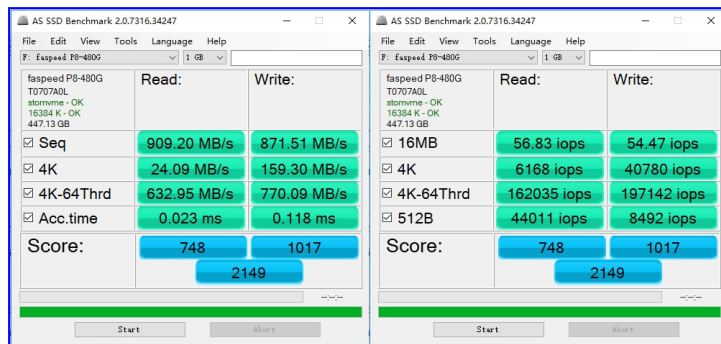 AS SSD Benchmark 2.0.7316.34247
File Edit View Tools Language Help
F: faspeed P8-480G 1 GB
faspeed P8-480G
T0707A0L
stornvme - OK
16384 K - OK
447.13 GB
Read: Write:
Seq 909.20 MB/s 871.51 MB/s
4K 24.09 MB/s 159.30 MB/s
4K-64Thrd 632.95 MB/s 770.09 MB/s
Acc.time 0.023 ms 0.118 ms
Score: 748 1017
2149
--:--:--
Start Abort
AS SSD Benchmark 2.0.7316.34247
File Edit View Tools Language Help
F: faspeed P8-480G 1 GB
faspeed P8-480G
T0707A0L
stornvme - OK
16384 K - OK
447.13 GB
Read: Write:
16MB 56.83 iops 54.47 iops
4K 6168 iops 40780 iops
4K-64Thrd 162035 iops 197142 iops
512B 44011 iops 8492 iops
Score: 748 1017
2149
--:--:--
Start Abort